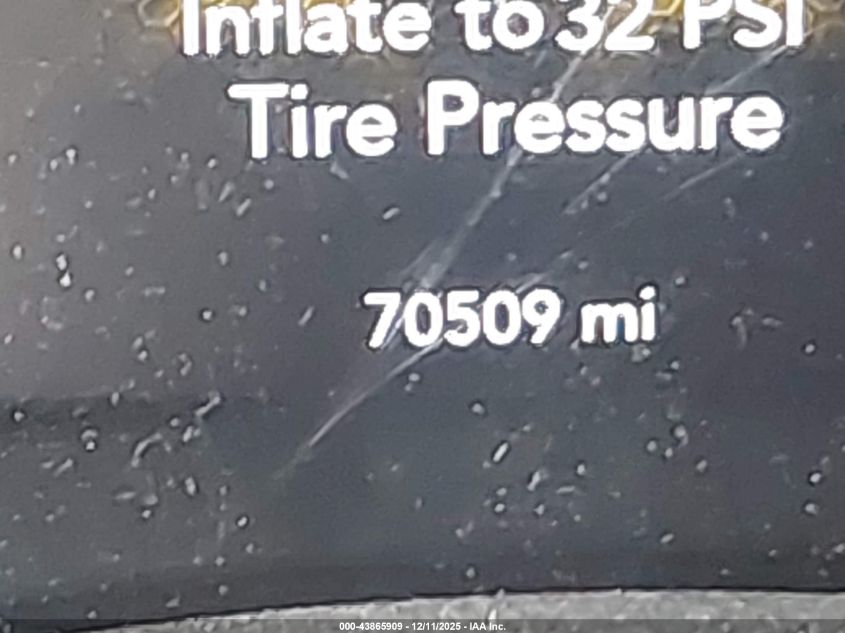 Inflate to 32 PSI
Tire Pressure
70509 mi
000-43865909 - 12/11/2025 - IAA Inc.